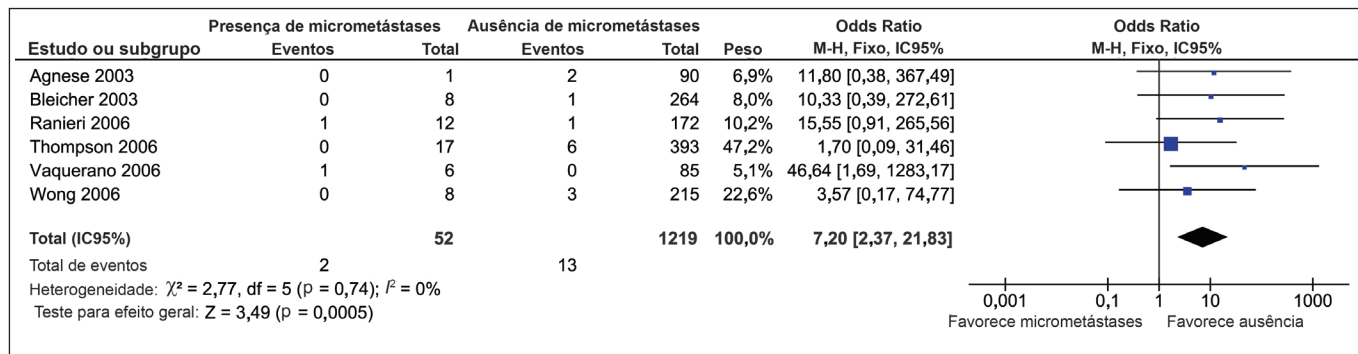 Presença de micrometástases Ausência de micrometástases Odds Ratio Odds Ratio
Estudo ou subgrupo Eventos Total Eventos Total Peso M-H, Fixo, IC95% M-H, Fixo, IC95%
Agnese 2003 0 1 2 90 6,9% 11,80 [0,38, 367,49]
Bleicher 2003 0 8 1 264 8,0% 10,33 [0,39, 272,61]
Ranieri 2006 1 12 1 172 10,2% 15,55 [0,91, 265,56]
Thompson 2006 0 17 6 393 47,2% 1,70 [0,09, 31,46]
Vaquerano 2006 1 6 0 85 5,1% 46,64 [1,69, 1283,17]
Wong 2006 0 8 3 215 22,6% 3,57 [0,17, 74,77]
Total (IC95%) 52 1219 100,0% 7,20 [2,37, 21,83]
Total de eventos 2 13
Heterogeneidade: χ² = 2,77, df = 5 (p = 0,74); I² = 0%
Teste para efeito geral: Z = 3,49 (p = 0,0005)
0,001 0,1 1 10 1000
Favorece micrometástases Favorece ausência